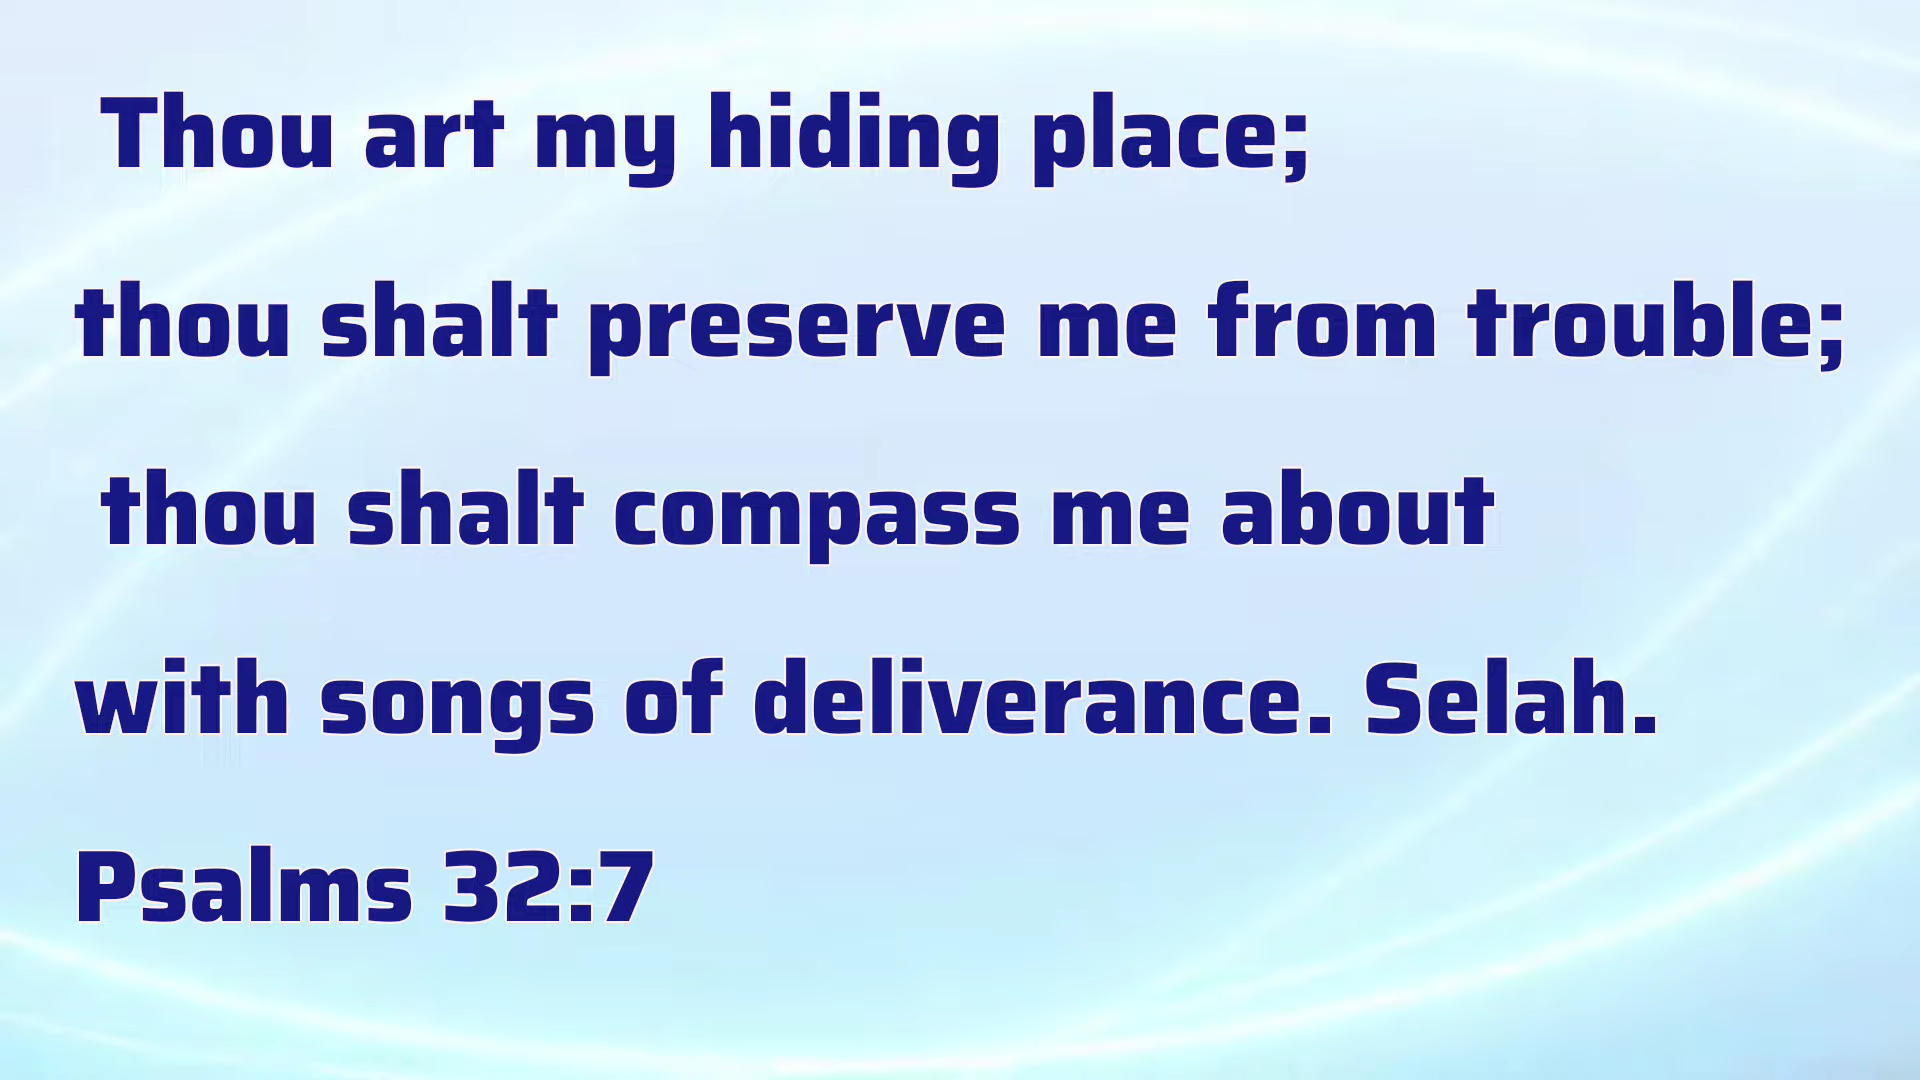 Thou art my hiding place;
thou shalt preserve me from trouble;
thou shalt compass me about
with songs of deliverance. Selah.
Psalms 32:7